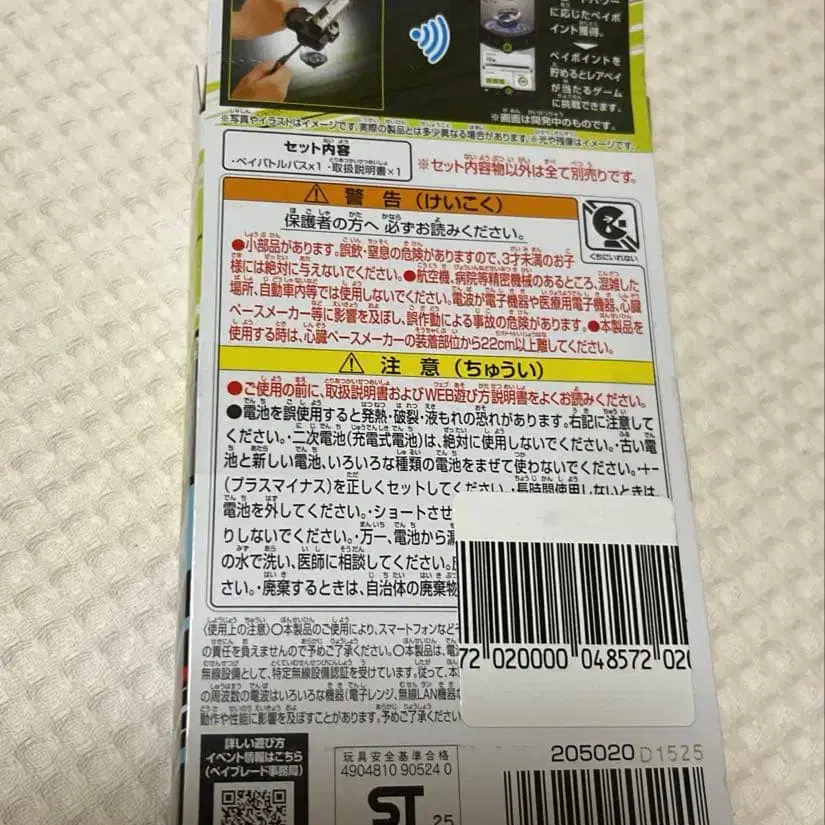 に応じたベイポ
イント獲得。
ベイポイントを
貯めるとレアベイ
が当たるゲーム
に挑戦できます。
※画面は開発中のものです。
※写真やイラストはイメージです。実際の製品とは多少異なる場合があります。※光や残像はイメージです。
セット内容
・ベイバトルパス×1 ・取扱説明書×1
※セット内容物以外は全て別売りです。
警告(けいこく)
保護者の方へ 必ずお読みください。
くちにいれない
●小部品があります。誤飲・窒息の危険がありますので、3才未満のお子
様には絶対に与えないでください。●航空機、病院等精密機械のあるところ、混雑した
場所、自動車内等では使用しないでください。電波が電子機器や医療用電子機器、心臓
ペースメーカー等に影響を及ぼし、誤作動による事故の危険があります。●本製品を
使用する時は、心臓ペースメーカーの装着部位から22cm以上離してください。
注意(ちゅうい)
●ご使用の前に、取扱説明書およびWEB遊び方説明書をよくお読みください。
●電池を誤使用すると発熱・破裂・液もれの恐れがあります。右記に注意して
ください。・二次電池(充電式電池)は、絶対に使用しないでください。・古い電
池と新しい電池、いろいろな種類の電池をまぜて使わないでください。・+−
(プラスマイナス)を正しくセットしてください。・長時間使用しないときは
電池を外してください。・ショートさせ
りしないでください。・万一、電池から漏
の水で洗い、医師に相談してください。
さい。・廃棄するときは、自治体の廃棄物
72 020000 048572 020
〈使用上の注意〉○本製品のご使用により、スマートフォンなど
の責任を負えませんので予めご了承ください。○本製品は、電
無線設備として、特定無線設備認証を受けています。従って、本
の周波数の電波はいろいろな機器(電子レンジ、無線LAN機器
動作や性能に影響を及ぼすことがあります。予めご了承ください
詳しい遊び方
イベント情報はこちら
(ベイブレード事務局)
玩具安全基準合格
4904810 90524 0
ST
25
205020 D1525